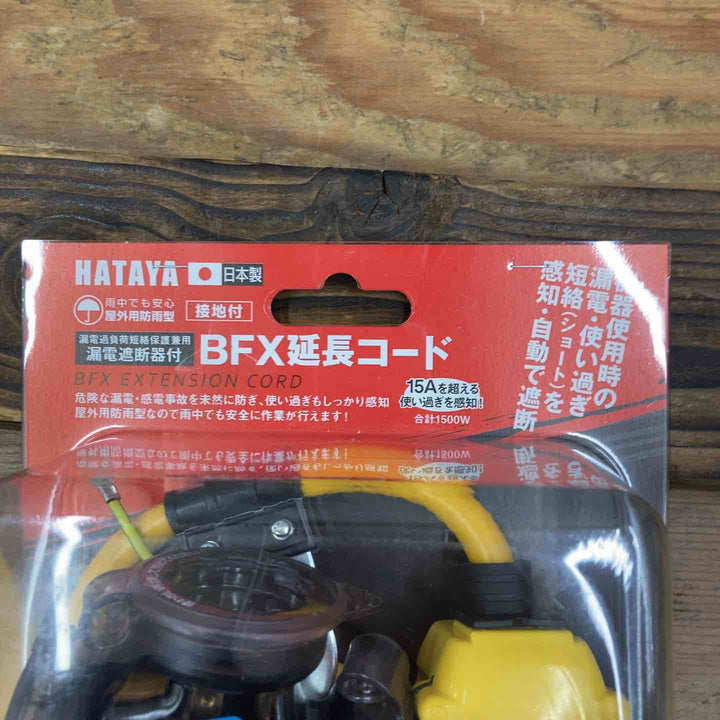 HATAYA 日本製
雨中でも安心
屋外用防雨型
接地付
漏電過負荷短絡保護兼用
漏電遮断器付
BFX延長コード
BFX EXTENSION CORD
危険な漏電・感電事故を未然に防ぎ、使い過ぎもしっかり感知
屋外用防雨型なので雨中でも安全に作業が行えます!
15Aを超える
使い過ぎを感知!
合計1500W
器使用時の
漏電・使い過ぎ
短絡(ショート)を
感知・自動で遮断